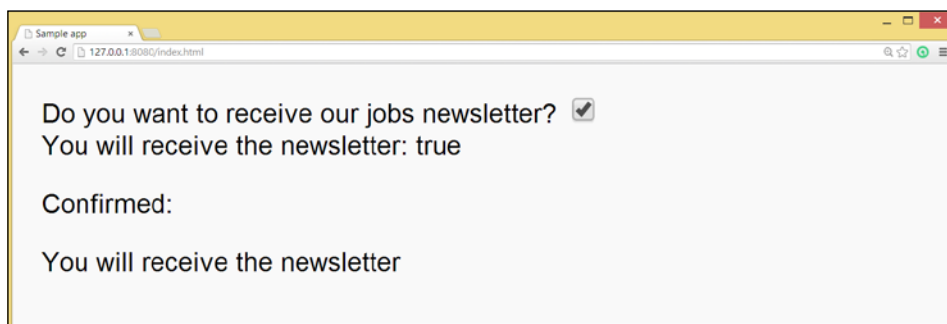 Sample app
127.0.0.1:8080/index.html
Do you want to receive our jobs newsletter?
You will receive the newsletter: true
Confirmed:
You will receive the newsletter